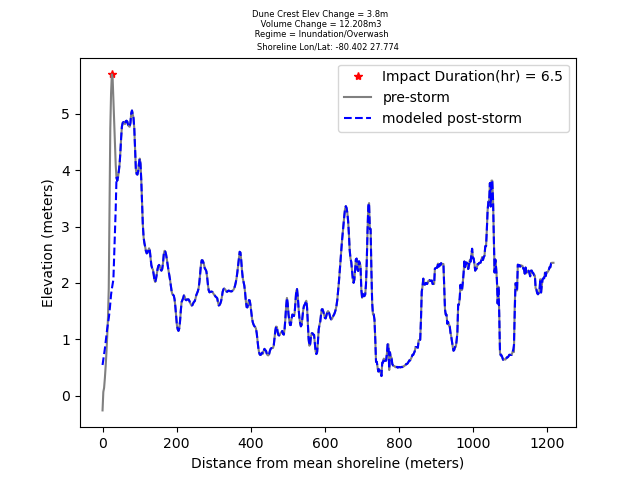 Dune Crest Elev Change = 3.8m
Volume Change = 12.208m3
Regime = Inundation/Overwash
Shoreline Lon/Lat: -80.402 27.774
Impact Duration(hr) = 6.5
pre-storm
modeled post-storm
Elevation (meters)
5
4
3
2
1
0
0 200 400 600 800 1000 1200
Distance from mean shoreline (meters)